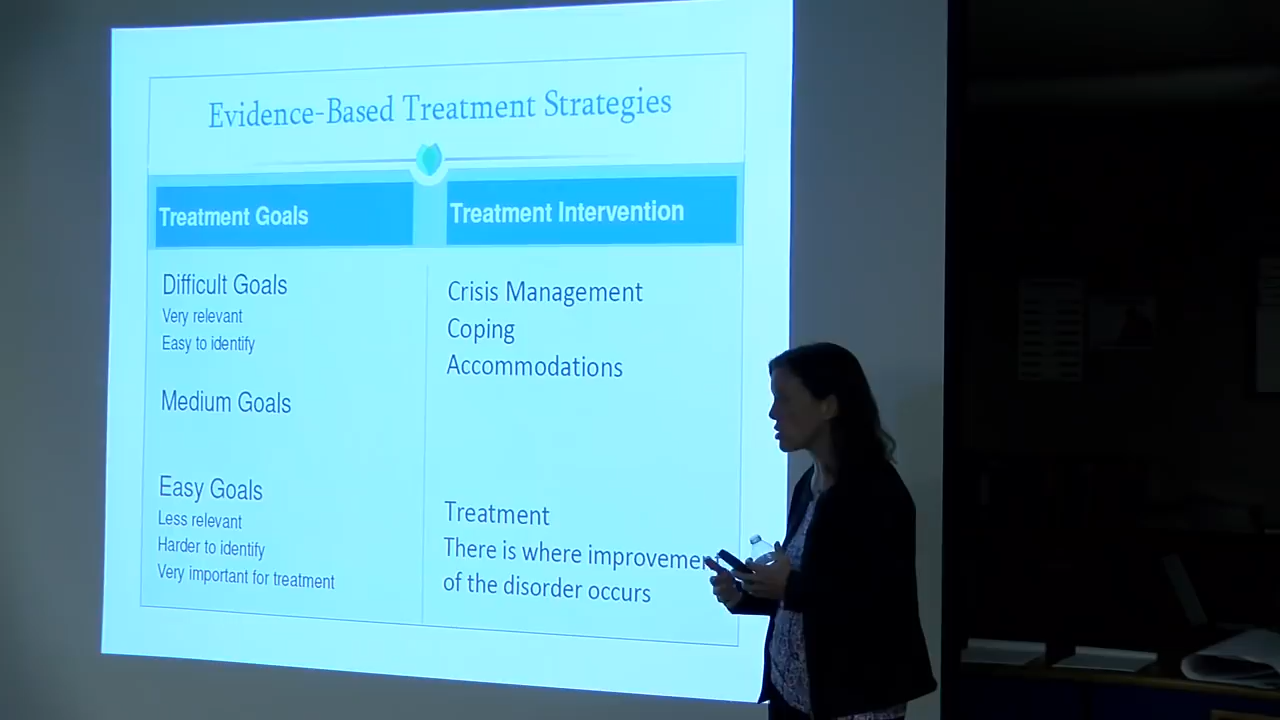 Evidence-Based Treatment Strategies
Treatment Goals
Treatment Intervention
Difficult Goals
Very relevant
Easy to identify
Medium Goals
Easy Goals
Less relevant
Harder to identify
Very important for treatment
Crisis Management
Coping
Accommodations
Treatment
There is where improvemen
of the disorder occurs